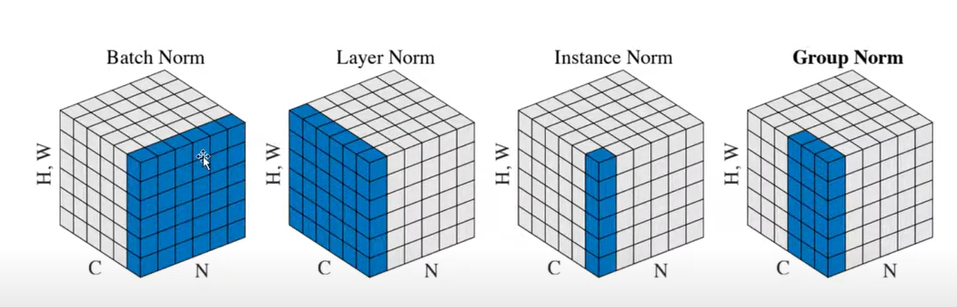 Batch Norm
H, W
C
N
Layer Norm
H, W
C
N
Instance Norm
H, W
C
N
Group Norm
H, W
C
N